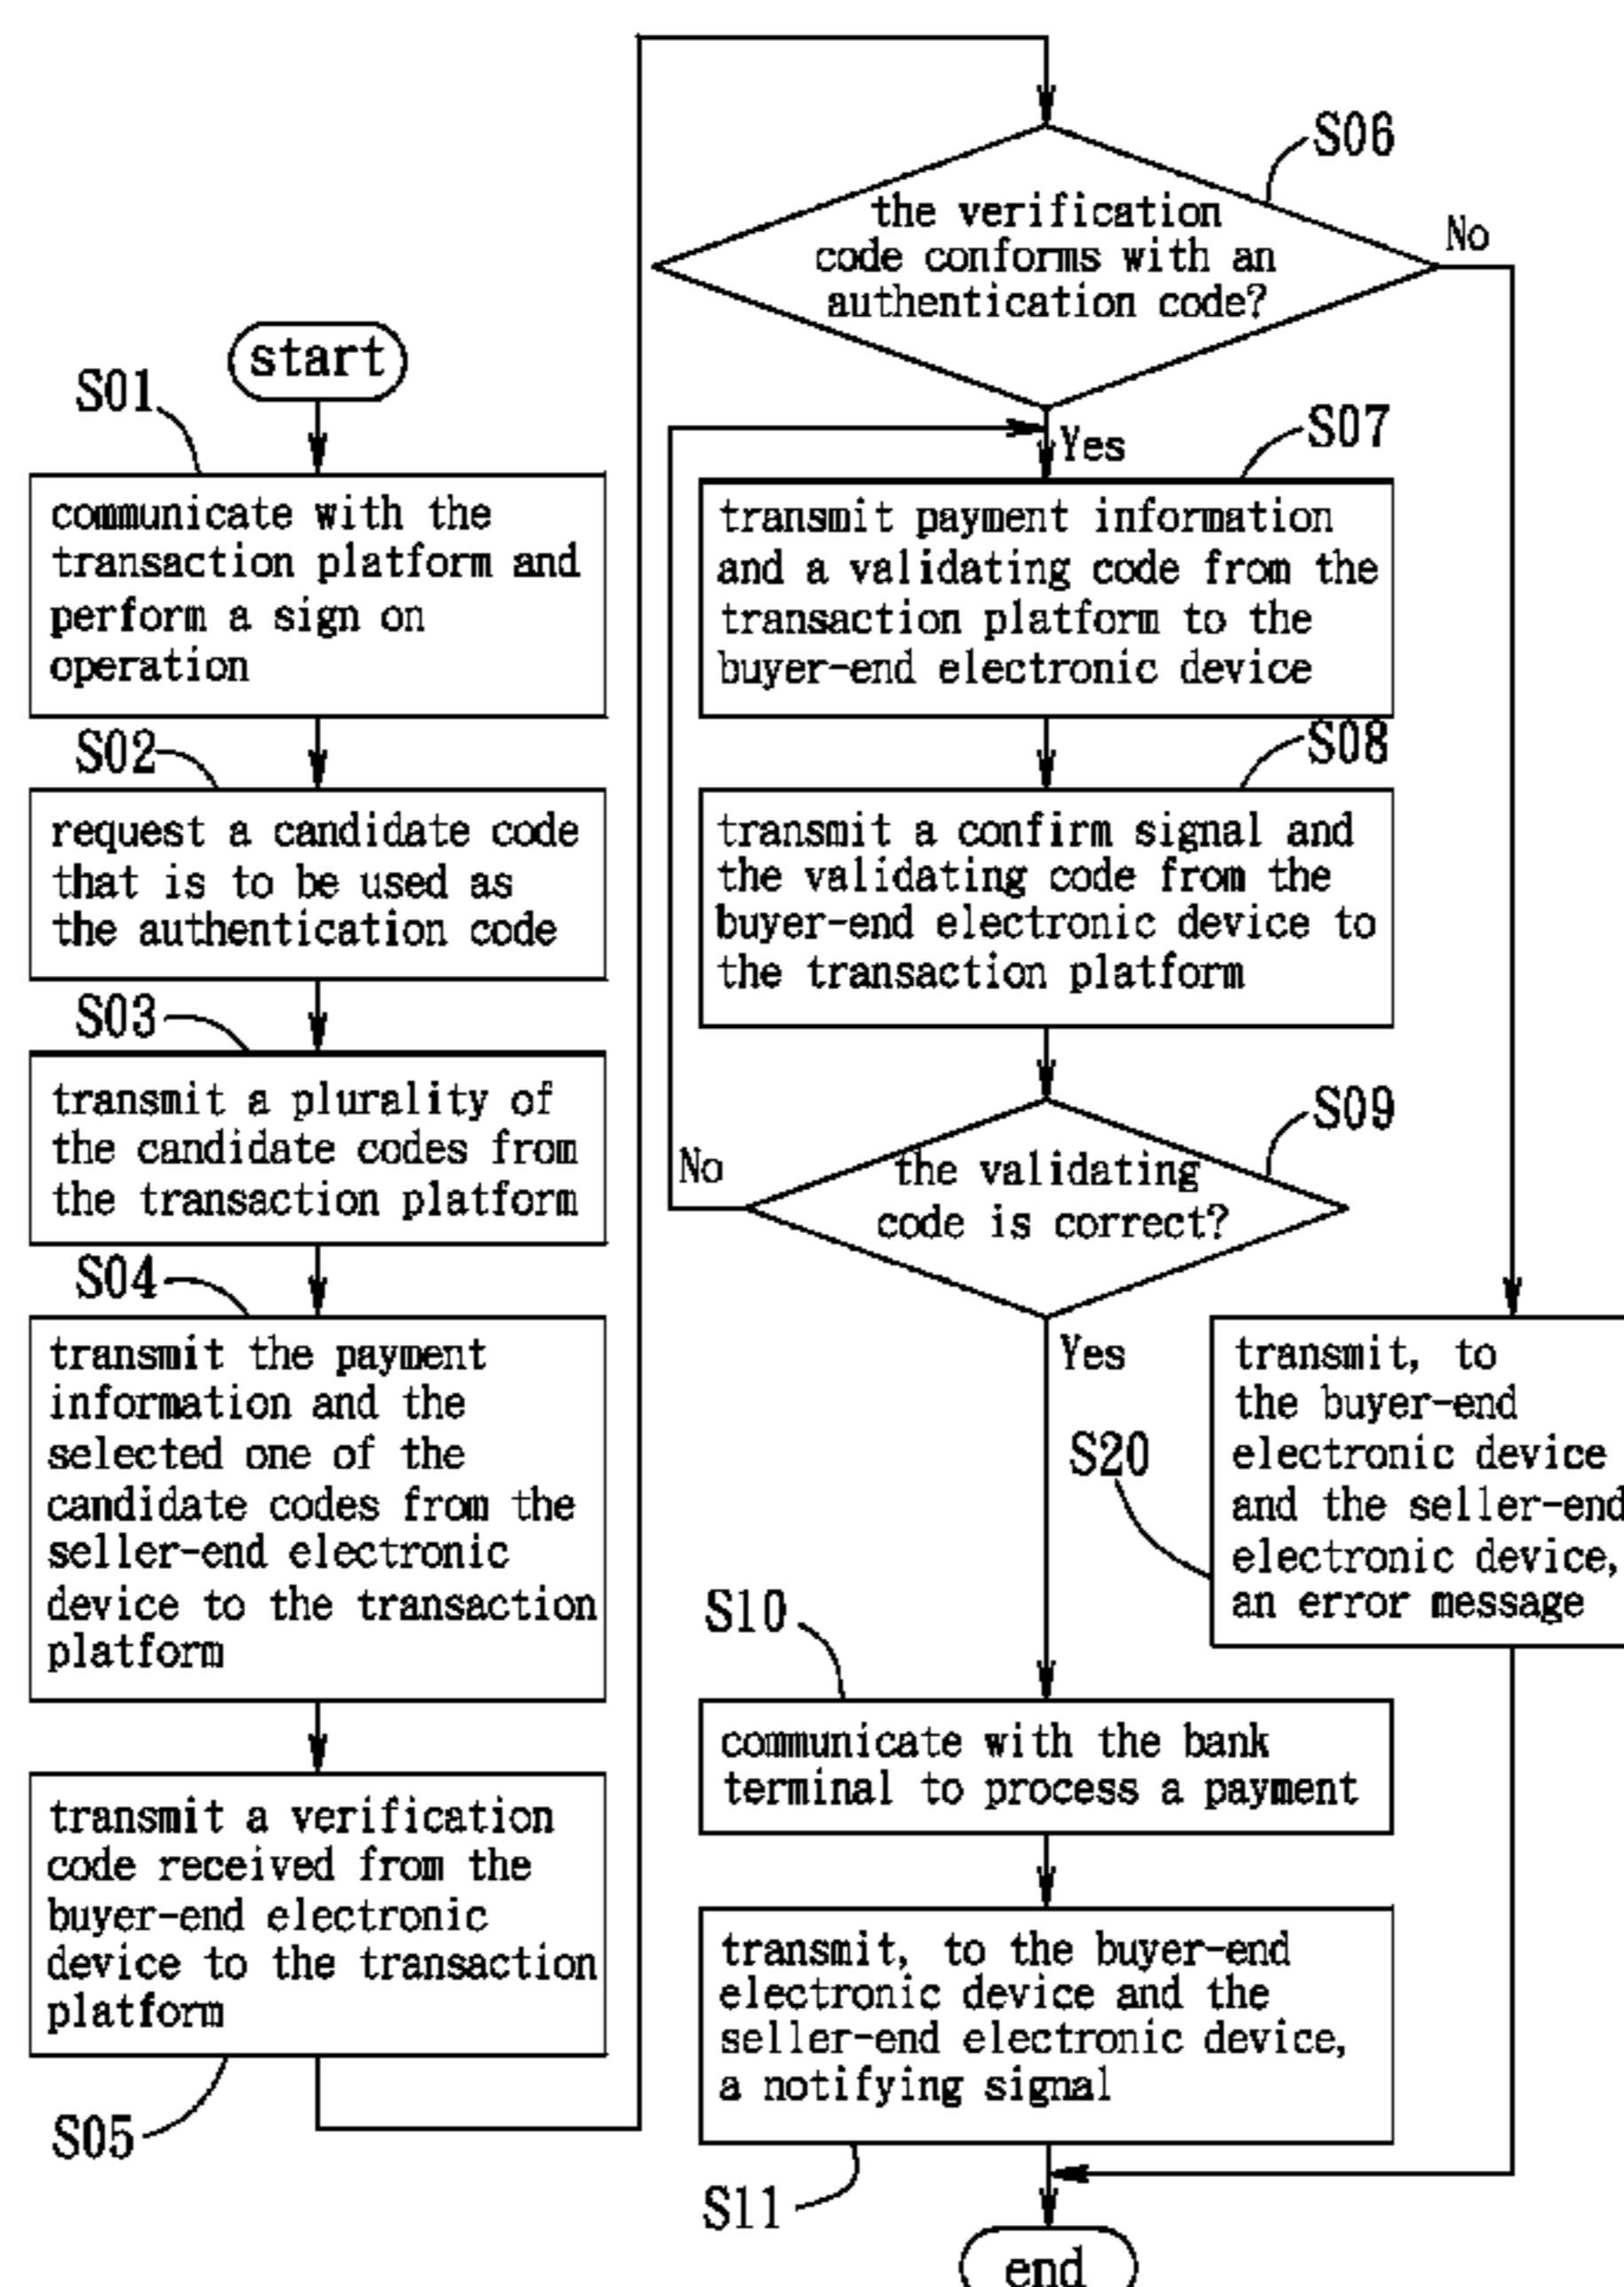 start
S01
communicate with the
transaction platform and
perform a sign on
operation
S02
request a candidate code
that is to be used as
the authentication code
S03
transmit a plurality of
the candidate codes from
the transaction platform
S04
transmit the payment
information and the
selected one of the
candidate codes from the
seller-end electronic
device to the transaction
platform
transmit a verification
code received from the
buyer-end electronic
device to the transaction
platform
S05
S06
the verification
code conforms with an
authentication code?
No
Yes
S07
transmit payment information
and a validating code from the
transaction platform to the
buyer-end electronic device
S08
transmit a confirm signal and
the validating code from the
buyer-end electronic device to
the transaction platform
S09
the validating
code is correct?
No
Yes
S20
transmit, to
the buyer-end
electronic device
and the seller-end
electronic device,
an error message
S10
communicate with the bank
terminal to process a payment
transmit, to the buyer-end
electronic device and the
seller-end electronic device,
a notifying signal
S11
end